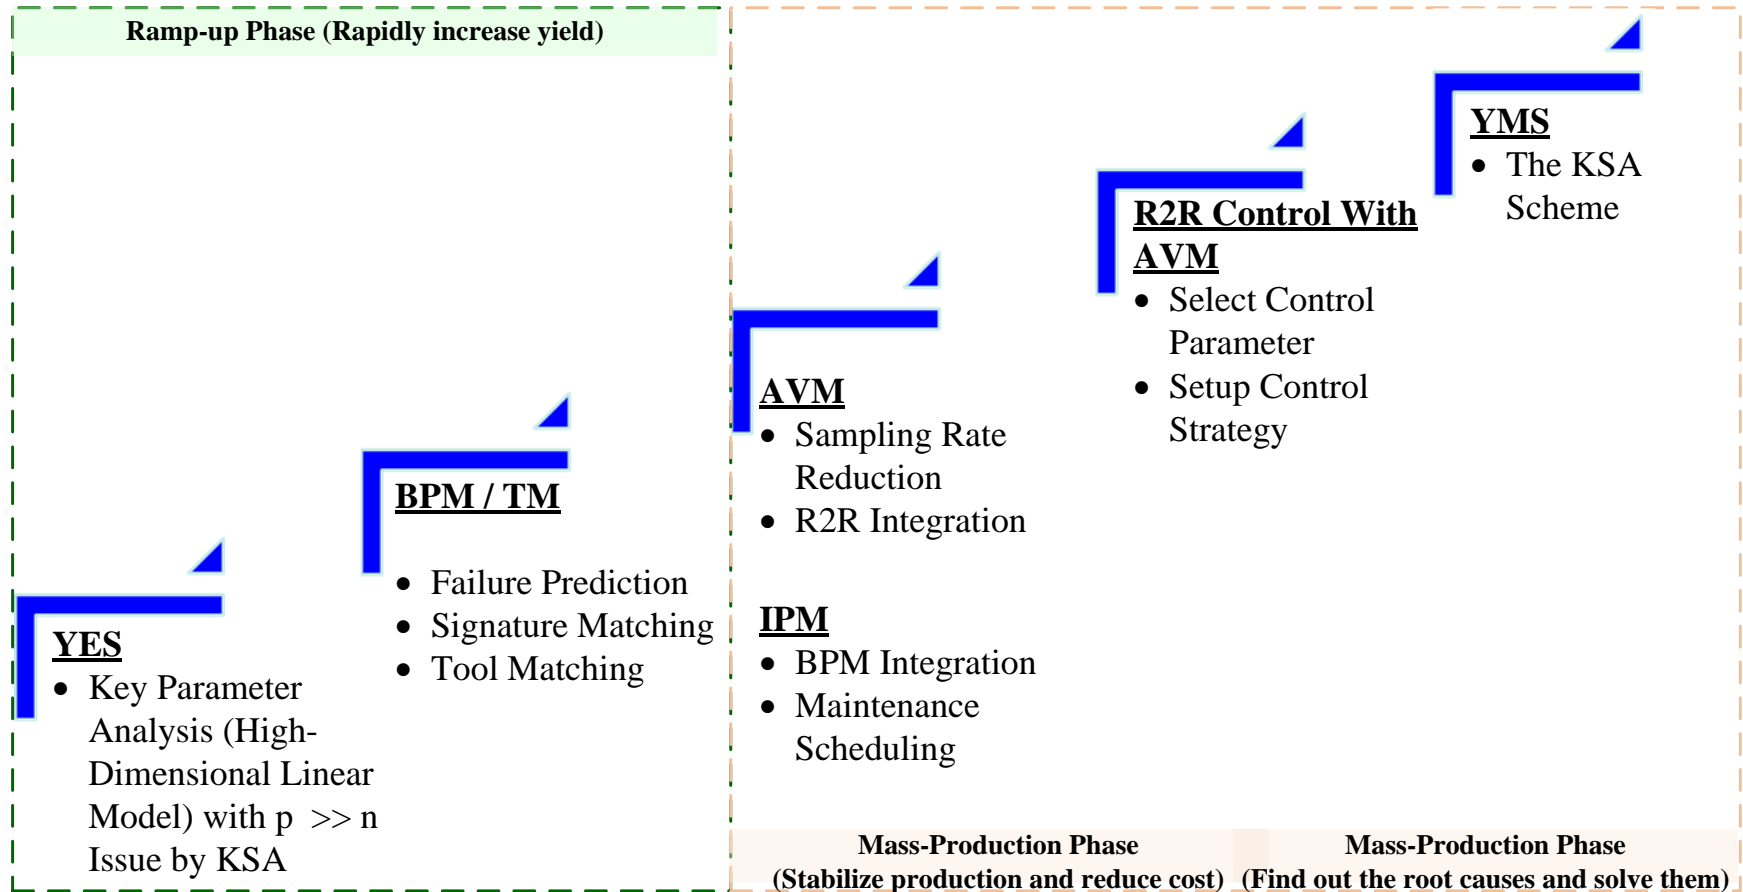 Ramp-up Phase (Rapidly increase yield)
YES
• Key Parameter
Analysis (High-
Dimensional Linear
Model) with p >> n
Issue by KSA
BPM / TM
• Failure Prediction
• Signature Matching
• Tool Matching
AVM
• Sampling Rate
Reduction
• R2R Integration
IPM
• BPM Integration
• Maintenance
Scheduling
R2R Control With
AVM
• Select Control
Parameter
• Setup Control
Strategy
YMS
• The KSA
Scheme
Mass-Production Phase
(Stabilize production and reduce cost)
Mass-Production Phase
(Find out the root causes and solve them)